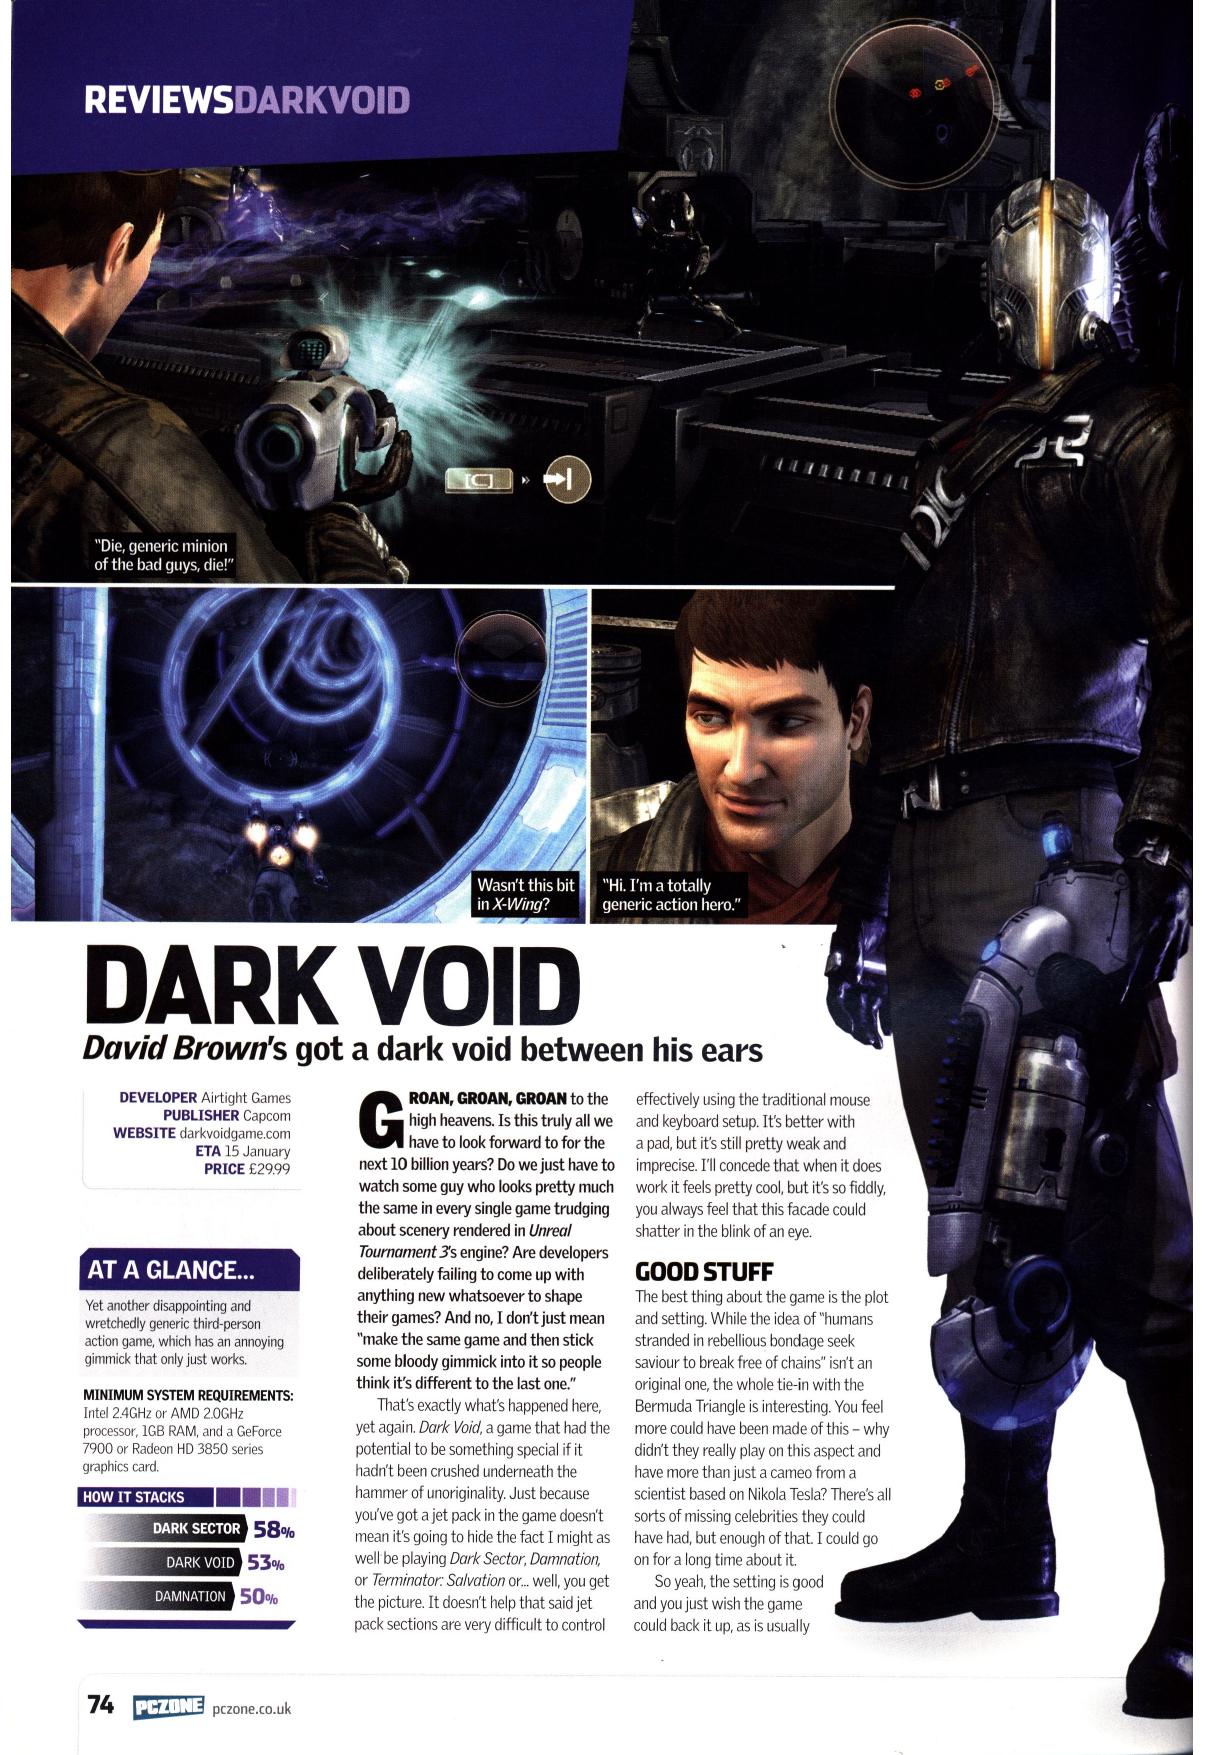 REVIEWSDARKVOID
[C] »
"Die, generic minion
of the bad guys, die!"
Wasn't this bit
in X-Wing?
"Hi. I'm a totally
generic action hero."
DARK VOID
David Brown's got a dark void between his ears
DEVELOPER Airtight Games
PUBLISHER Capcom
WEBSITE darkvoidgame.com
ETA 15 January
PRICE £29.99
AT A GLANCE...
Yet another disappointing and
wretchedly generic third-person
action game, which has an annoying
gimmick that only just works.
MINIMUM SYSTEM REQUIREMENTS:
Intel 2.4GHz or AMD 2.0GHz
processor, 1GB RAM, and a GeForce
7900 or Radeon HD 3850 series
graphics card.
HOW IT STACKS
DARK SECTOR 58%
DARK VOID 53%
DAMNATION 50%
GROAN, GROAN, GROAN to the
high heavens. Is this truly all we
have to look forward to for the
next 10 billion years? Do we just have to
watch some guy who looks pretty much
the same in every single game trudging
about scenery rendered in Unreal
Tournament 3's engine? Are developers
deliberately failing to come up with
anything new whatsoever to shape
their games? And no, I don't just mean
"make the same game and then stick
some bloody gimmick into it so people
think it's different to the last one."
That's exactly what's happened here,
yet again. Dark Void, a game that had the
potential to be something special if it
hadn't been crushed underneath the
hammer of unoriginality. Just because
you've got a jet pack in the game doesn't
mean it's going to hide the fact I might as
well be playing Dark Sector, Damnation,
or Terminator: Salvation or... well, you get
the picture. It doesn't help that said jet
pack sections are very difficult to control
effectively using the traditional mouse
and keyboard setup. It's better with
a pad, but it's still pretty weak and
imprecise. I'll concede that when it does
work it feels pretty cool, but it's so fiddly,
you always feel that this facade could
shatter in the blink of an eye.
GOOD STUFF
The best thing about the game is the plot
and setting. While the idea of "humans
stranded in rebellious bondage seek
saviour to break free of chains" isn't an
original one, the whole tie-in with the
Bermuda Triangle is interesting. You feel
more could have been made of this – why
didn't they really play on this aspect and
have more than just a cameo from a
scientist based on Nikola Tesla? There's all
sorts of missing celebrities they could
have had, but enough of that. I could go
on for a long time about it.
So yeah, the setting is good
and you just wish the game
could back it up, as is usually
74 PCZONE pczone.co.uk